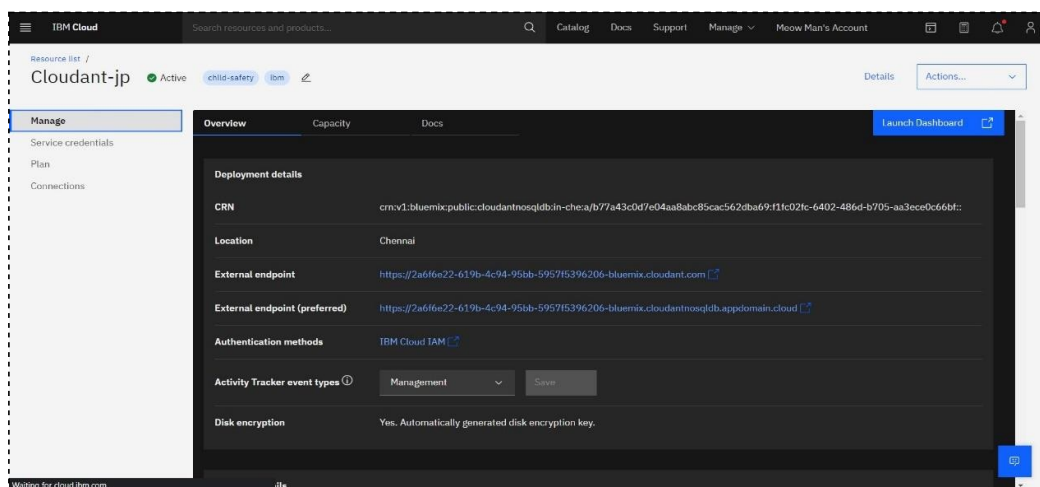 IBM Cloud Search resources and products... Catalog Docs Support Manage Moow Man's Account
Resource list /
Cloudant-jp Active child-safety ibm Details Actions...
Manage
Service credentials
Plan
Connections
Overview Capacity Docs Launch Dashboard
Deployment details
CRN crn:v1:bluemix:public:cloudantnosqldb:in-che:a/b77a43c0d7e04aa8abc85cac562dba69:f1fc02fc-6402-486d-b705-aa3ece0c66bf::
Location Chennai
External endpoint https://2a6f6e22-619b-4c94-95bb-5957f5396206-bluemix.cloudant.com
External endpoint (preferred) https://2a6f6e22-619b-4c94-95bb-5957f5396206-bluemix.cloudantnosqldb.appdomain.cloud
Authentication methods IBM Cloud IAM
Activity Tracker event types Management Save
Disk encryption Yes. Automatically generated disk encryption key.
Waiting for cloud.ibm.com...